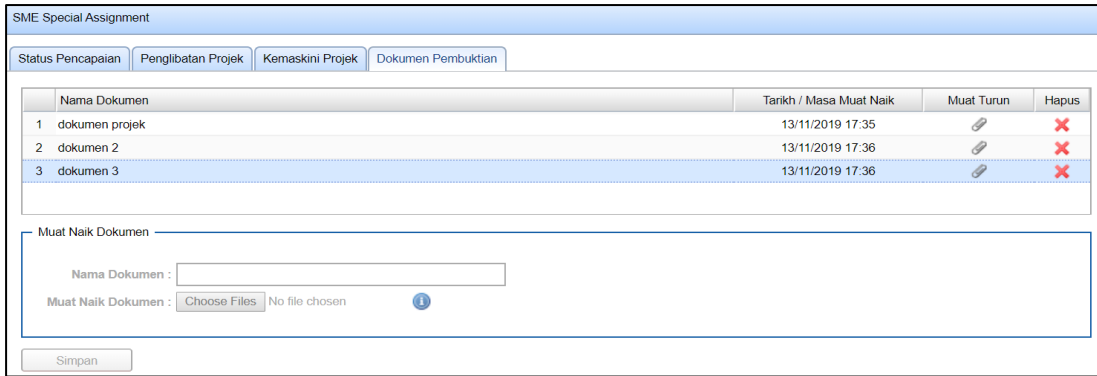 SME Special Assignment
Status Pencapaian Penglibatan Projek Kemaskini Projek Dokumen Pembuktian
Nama Dokumen Tarikh / Masa Muat Naik Muat Turun Hapus
1 dokumen projek 13/11/2019 17:35
2 dokumen 2 13/11/2019 17:36
3 dokumen 3 13/11/2019 17:36
Muat Naik Dokumen
Nama Dokumen :
Muat Naik Dokumen : Choose Files No file chosen
Simpan